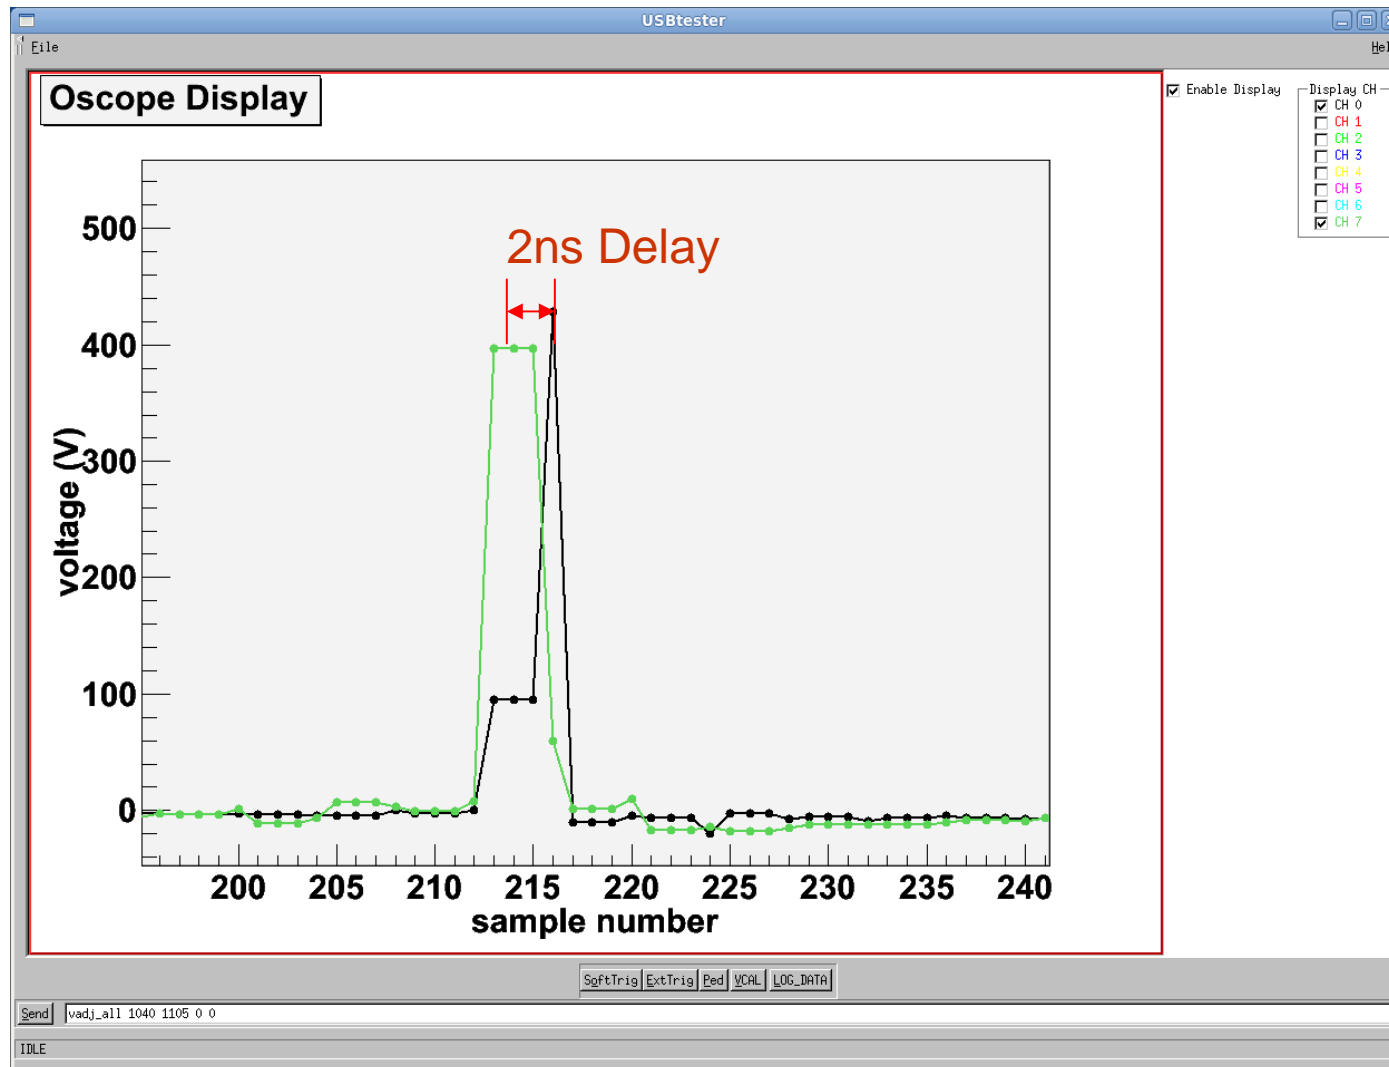 USBtester
File
Hel
Oscope Display
Enable Display
Display CH
CH 0
CH 1
CH 2
CH 3
CH 4
CH 5
CH 6
CH 7
2ns Delay
500
400
300
200
100
0
voltage (V)
200 205 210 215 220 225 230 235 240
sample number
SoftTrig ExtTrig Ped VCAL LOG_DATA
Send vadj_all 1040 1105 0 0
IDLE